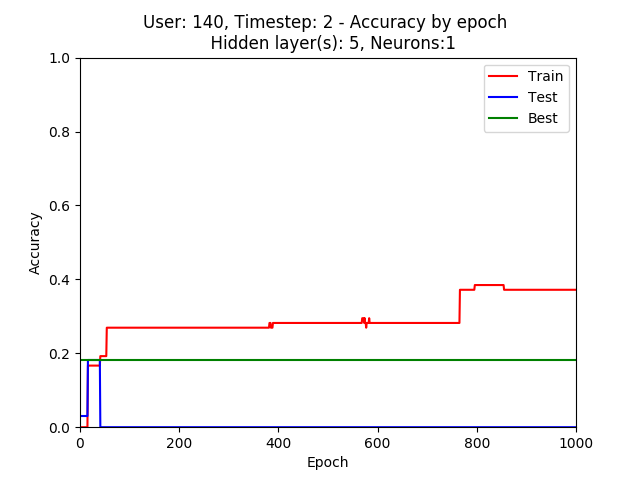 User: 140, Timestep: 2 - Accuracy by epoch
Hidden layer(s): 5, Neurons:1
1.0
0.8
0.6
0.4
0.2
0.0
Accuracy
Train
Test
Best
0 200 400 600 800 1000
Epoch